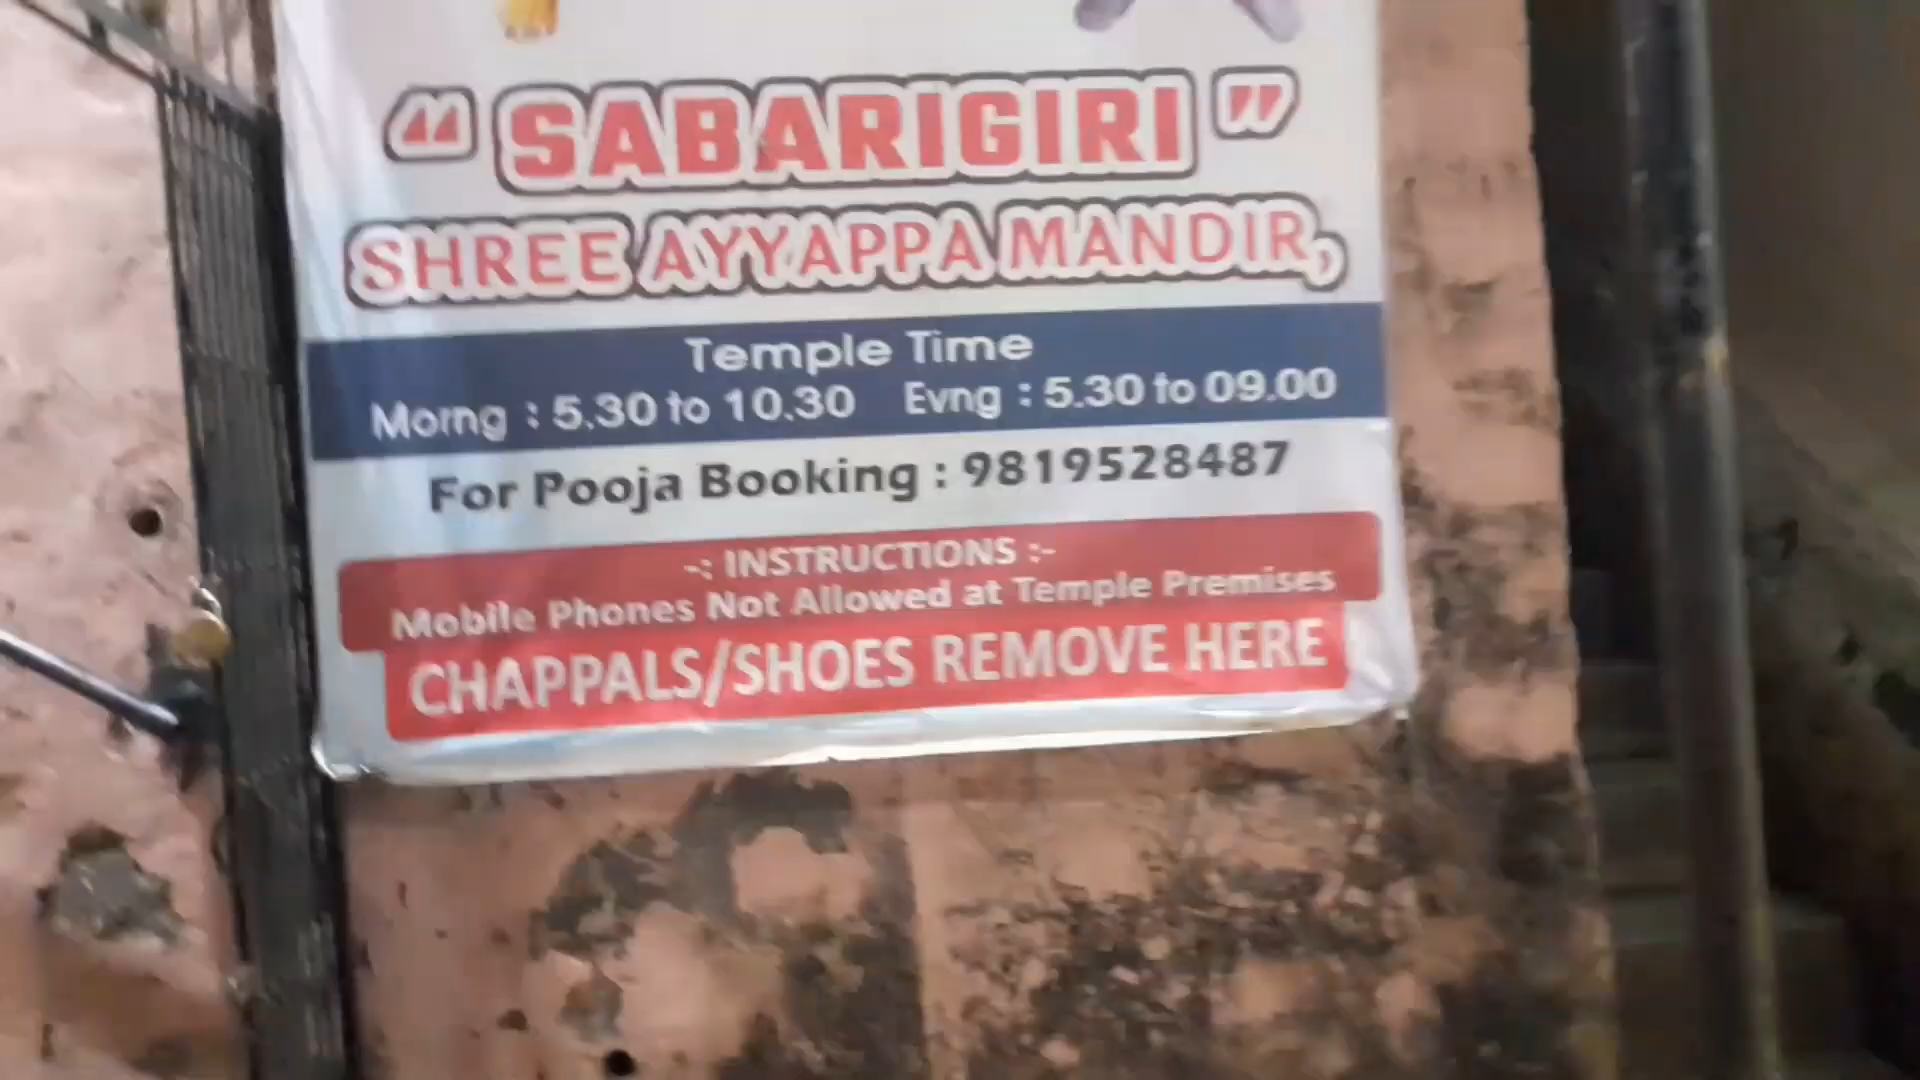 “ SABARIGIRI ”
SHREE AYYAPPA MANDIR,
Temple Time
Morng : 5.30 to 10.30 Evng : 5.30 to 09.00
For Pooja Booking : 9819528487
-: INSTRUCTIONS :-
Mobile Phones Not Allowed at Temple Premises
CHAPPALS/SHOES REMOVE HERE